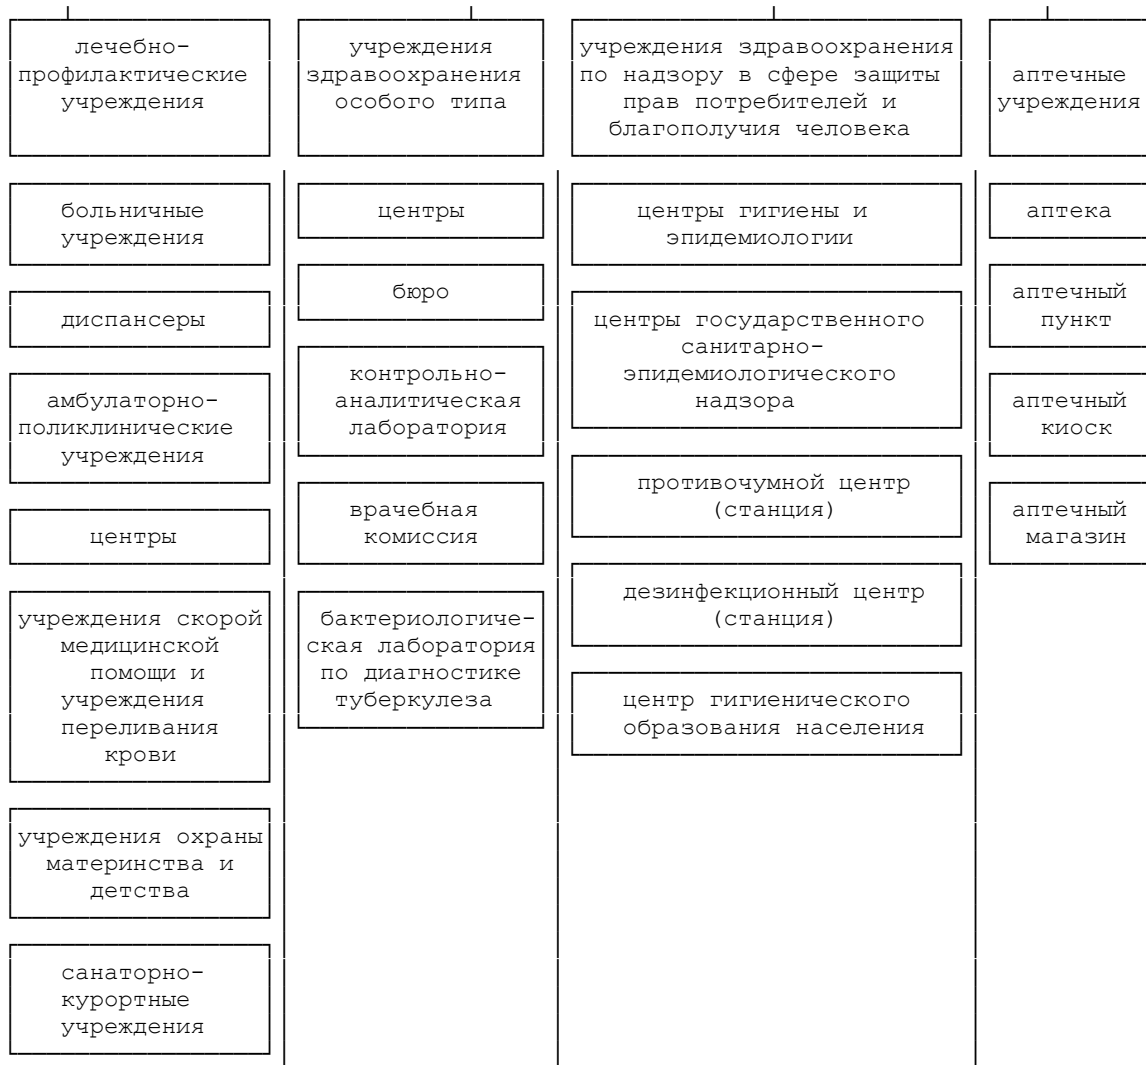 лечебно-
профилактические
учреждения
больничные
учреждения
диспансеры
амбулаторно-
поликлинические
учреждения
центры
учреждения скорой
медицинской
помощи и
учреждения
переливания
крови
учреждения охраны
материнства и
детства
санаторно-
курортные
учреждения
учреждения
здравоохранения
особого типа
центры
бюро
контрольно-
аналитическая
лаборатория
врачебная
комиссия
бактериологиче-
ская лаборатория
по диагностике
туберкулеза
учреждения здравоохранения
по надзору в сфере защиты
прав потребителей и
благополучия человека
центры гигиены и
эпидемиологии
центры государственного
санитарно-
эпидемиологического
надзора
противочумной центр
(станция)
дезинфекционный центр
(станция)
центр гигиенического
образования населения
аптечные
учреждения
аптека
аптечный
пункт
аптечный
киоск
аптечный
магазин